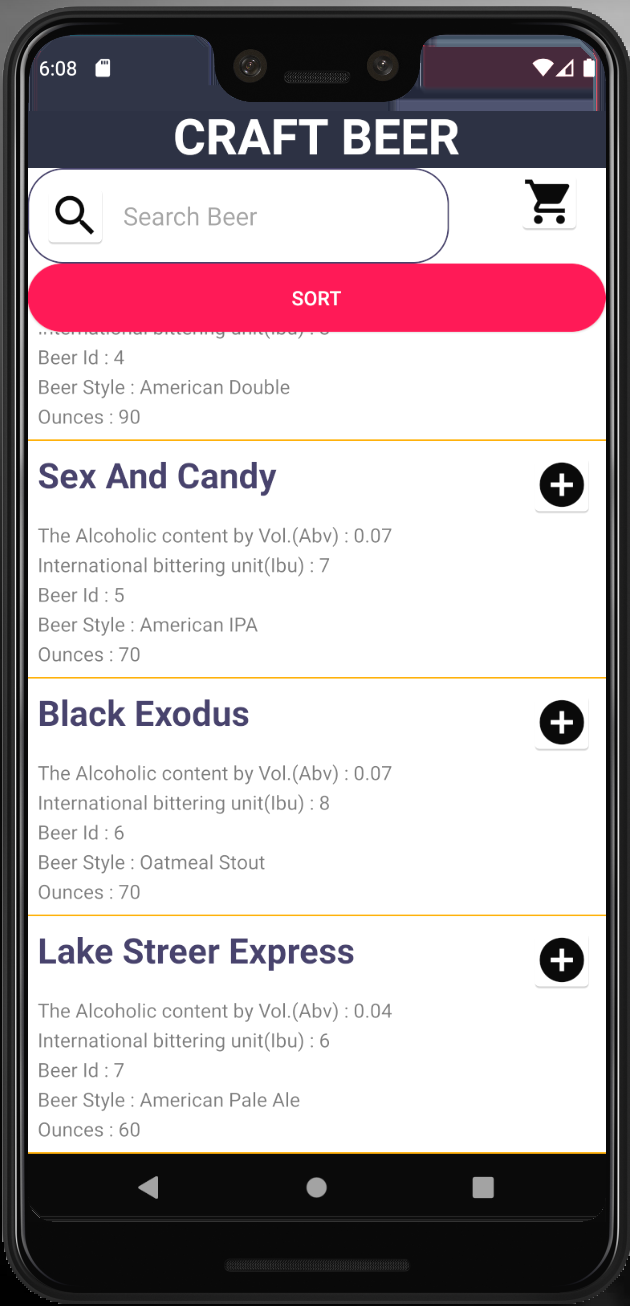 6:08
CRAFT BEER
Search Beer
SORT
International bittering unit(Ibu) :
Beer Id : 4
Beer Style : American Double
Ounces : 90
Sex And Candy
The Alcoholic content by Vol.(Abv) : 0.07
International bittering unit(Ibu) : 7
Beer Id : 5
Beer Style : American IPA
Ounces : 70
Black Exodus
The Alcoholic content by Vol.(Abv) : 0.07
International bittering unit(Ibu) : 8
Beer Id : 6
Beer Style : Oatmeal Stout
Ounces : 70
Lake Streer Express
The Alcoholic content by Vol.(Abv) : 0.04
International bittering unit(Ibu) : 6
Beer Id : 7
Beer Style : American Pale Ale
Ounces : 60